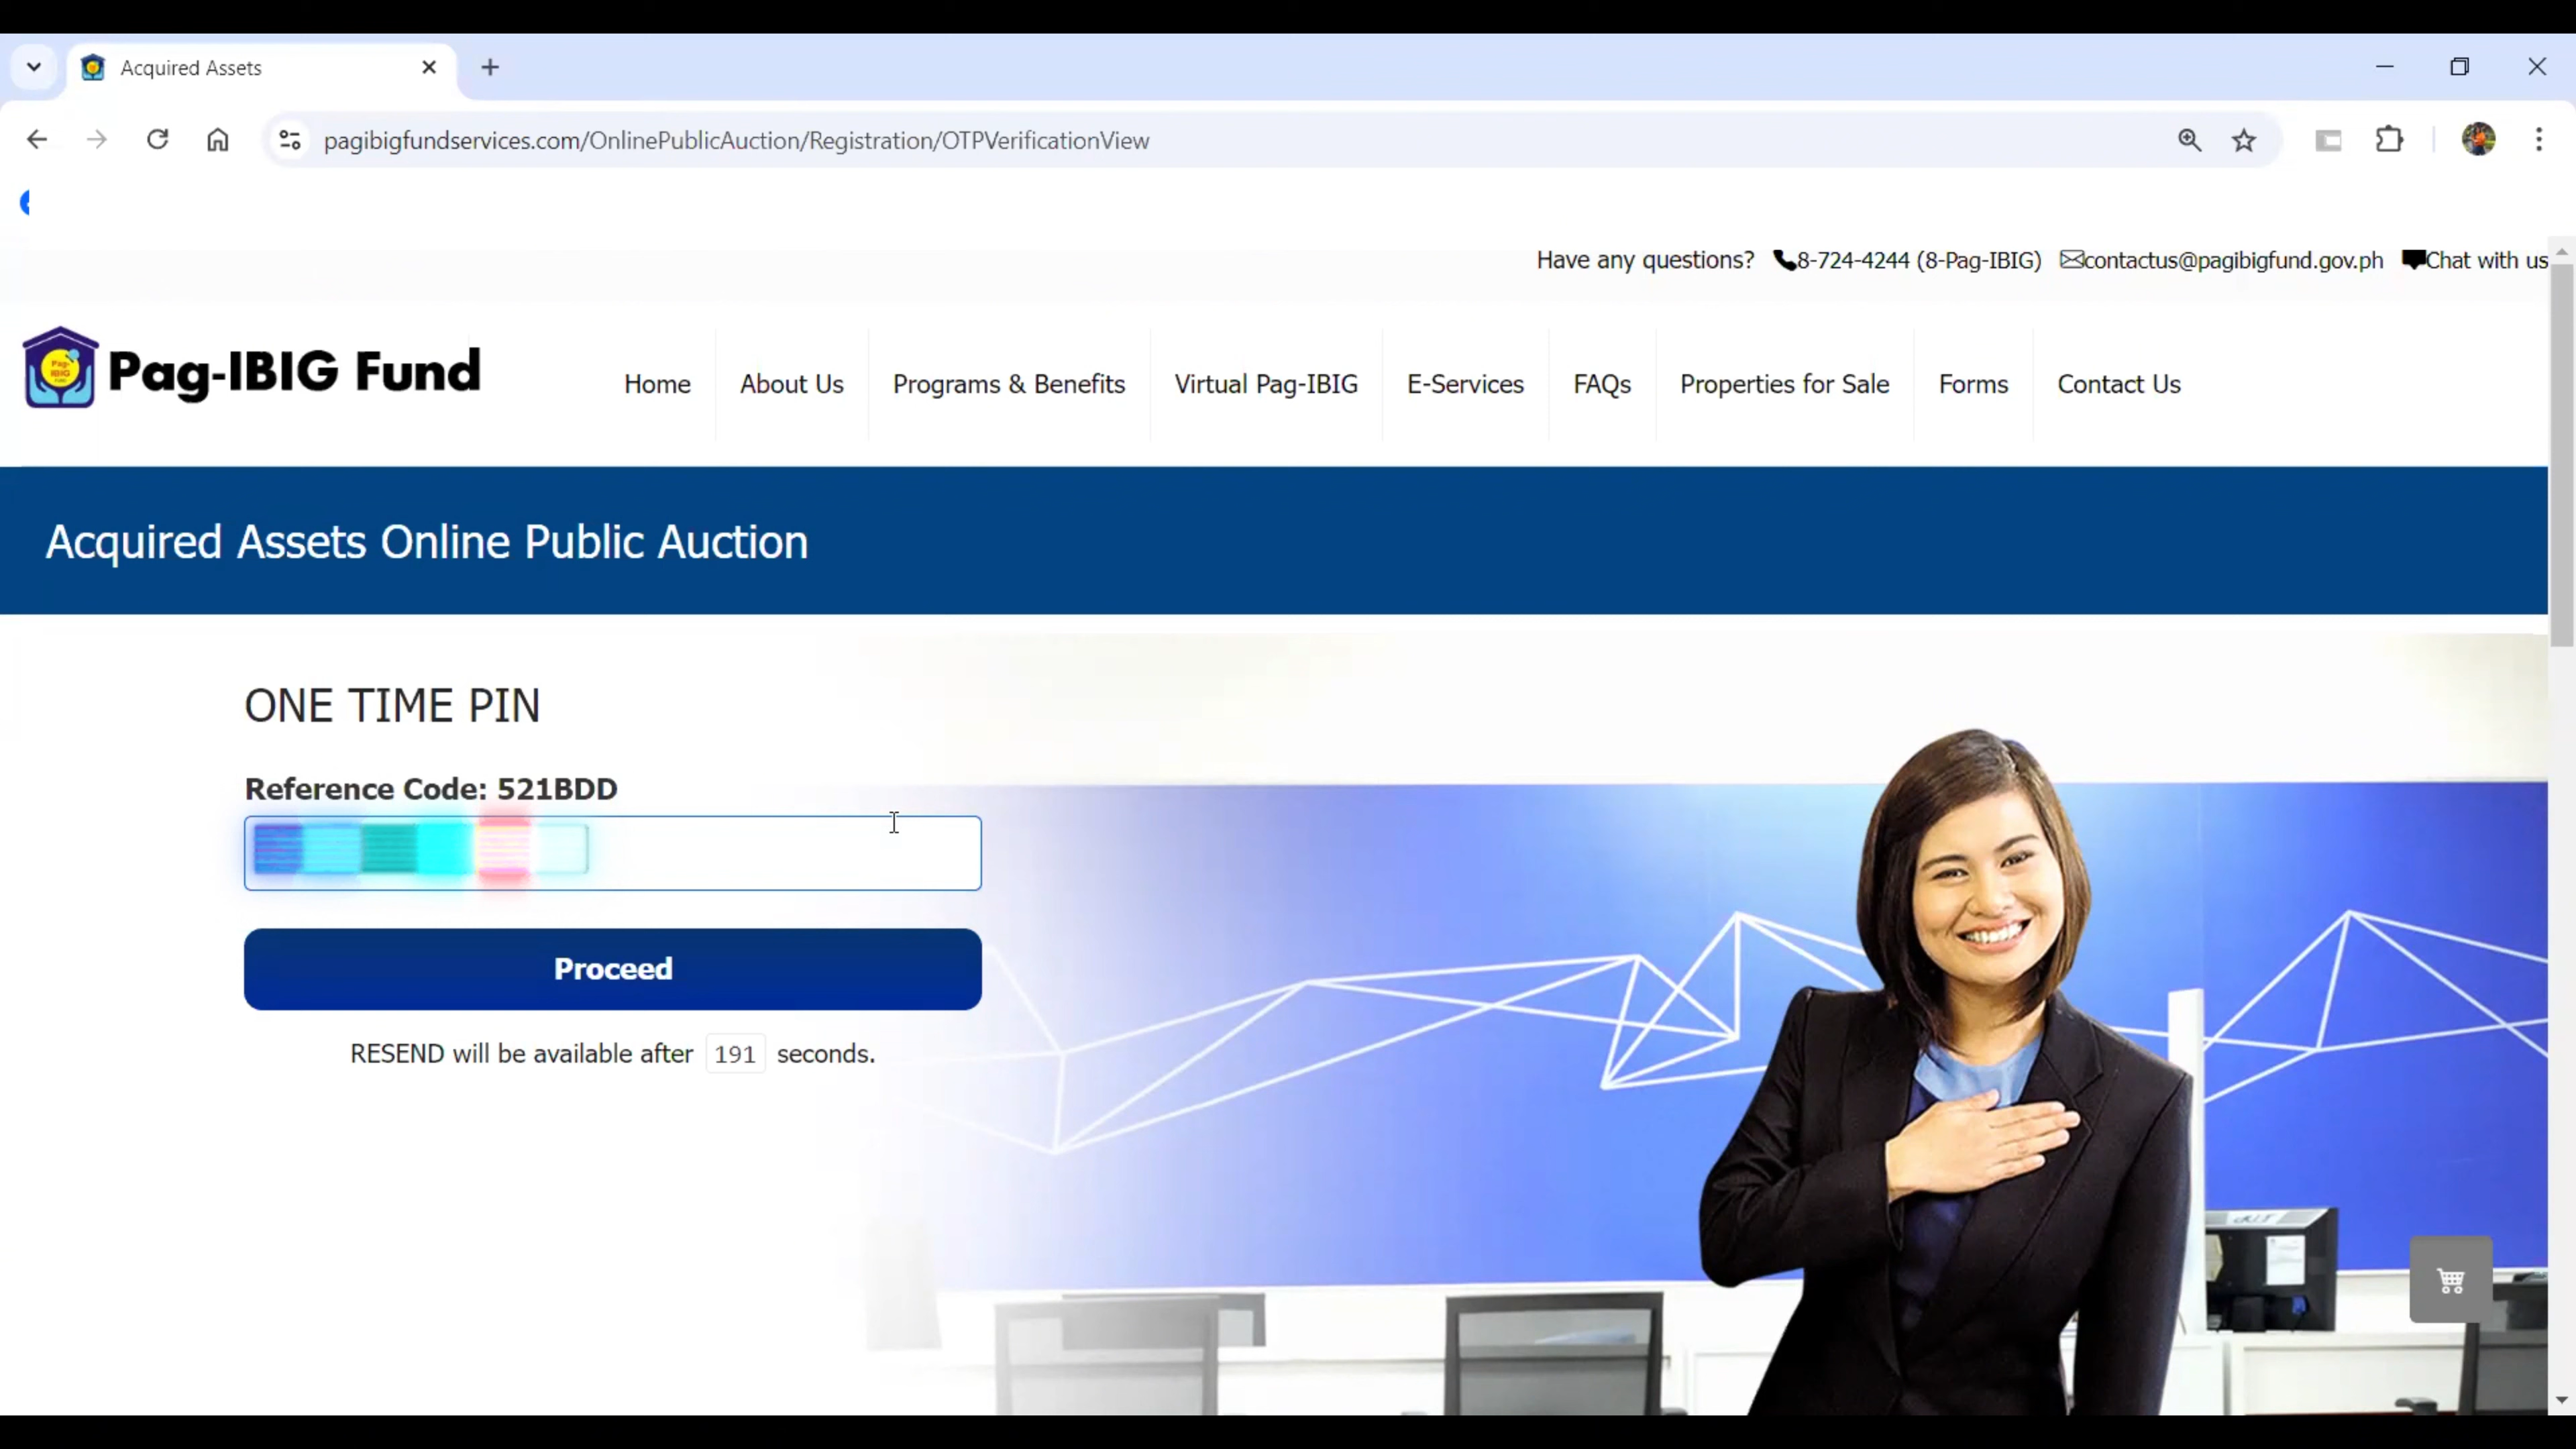 Acquired Assets
pagibigfundservices.com/OnlinePublicAuction/Registration/OTPVerificationView
Have any questions? 8-724-4244 (8-Pag-IBIG) contactus@pagibigfund.gov.ph Chat with us
Pag-IBIG Fund
Home About Us Programs & Benefits Virtual Pag-IBIG E-Services FAQs Properties for Sale Forms Contact Us
Acquired Assets Online Public Auction
ONE TIME PIN
Reference Code: 521BDD
Proceed
RESEND will be available after 191 seconds.